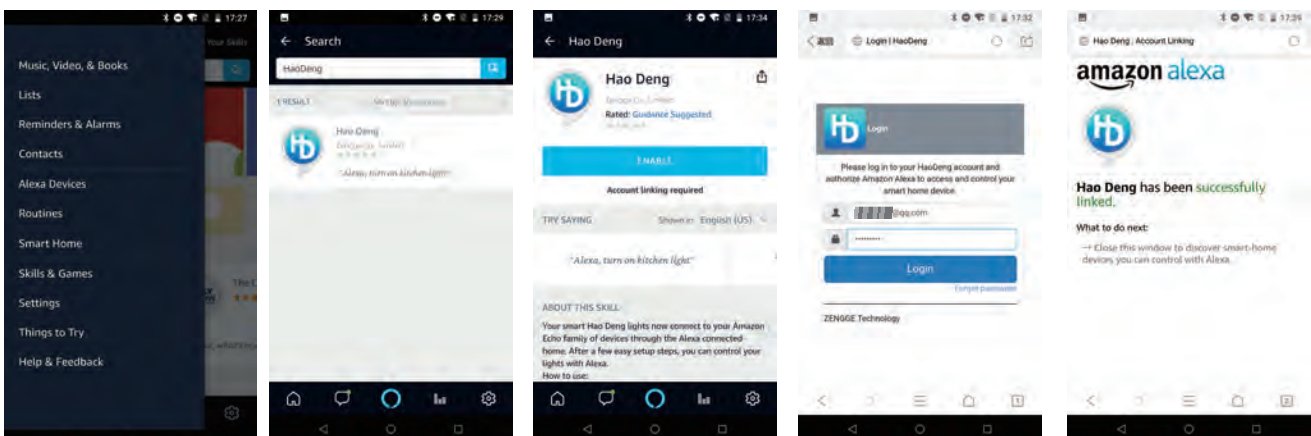 17:27
Your Skills
Music, Video, & Books
Lists
Reminders & Alarms
Contacts
Alexa Devices
Routines
Smart Home
Skills & Games
Settings
Things to Try
Help & Feedback
17:29
← Search
HaoDeng
1 RESULT
Hao Deng
"Alexa, turn on kitchen light"
17:34
← Hao Deng
Hao Deng
Rated: Guidance Suggested
ENABLE
Account linking required
TRY SAYING
Shown in: English (US)
"Alexa, turn on kitchen light"
ABOUT THIS SKILL
Your smart Hao Deng lights now connect to your Amazon
Echo family of devices through the Alexa connected
home. After a few easy setup steps, you can control your
lights with Alexa.
How to use:
17:32
返回
Login | HaoDeng
Login
Please log in to your HaoDeng account and
authorize Amazon Alexa to access and control your
smart home device.
@qq.com
Login
Forgot password
ZENGGE Technology
1
17:39
Hao Deng : Account Linking
amazon alexa
Hao Deng has been successfully
linked.
What to do next:
→ Close this window to discover smart-home
devices you can control with Alexa.
2